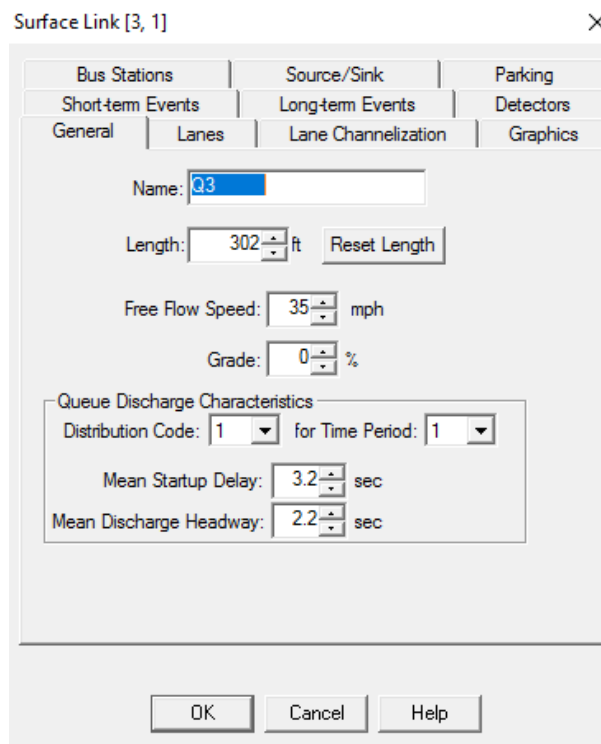 Surface Link [3, 1]
Bus Stations Source/Sink Parking
Short-term Events Long-term Events Detectors
General Lanes Lane Channelization Graphics
Name: Q3
Length: 302 ft Reset Length
Free Flow Speed: 35 mph
Grade: 0 %
Queue Discharge Characteristics
Distribution Code: 1 for Time Period: 1
Mean Startup Delay: 3.2 sec
Mean Discharge Headway: 2.2 sec
OK Cancel Help